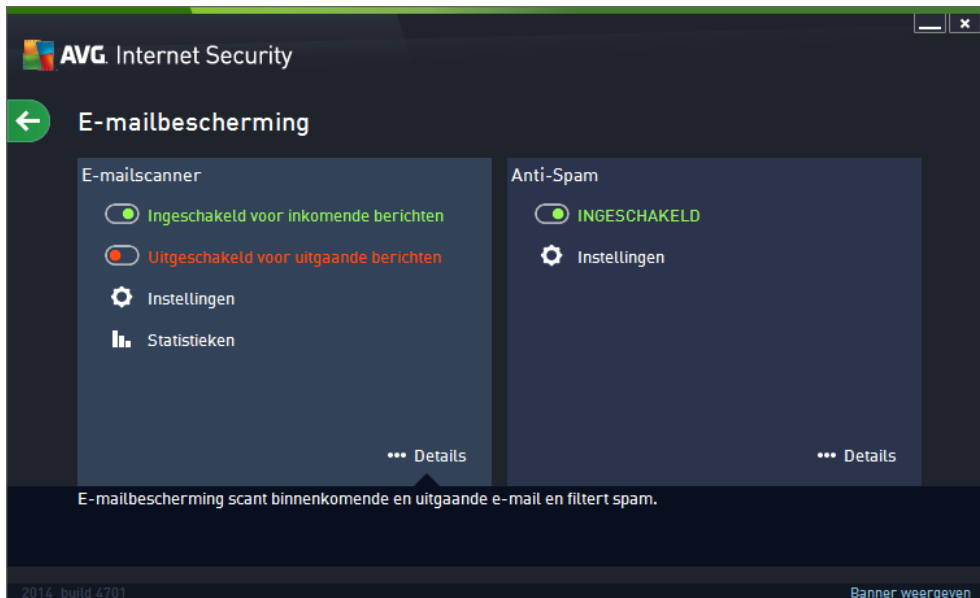 AVG. Internet Security
E-mailbescherming
E-mailscanner
Ingeschakeld voor inkomende berichten
Uitgeschakeld voor uitgaande berichten
Instellingen
Statistieken
Details
Anti-Spam
INGESCHAKELD
Instellingen
Details
E-mailbescherming scant binnenkomende en uitgaande e-mail en filtert spam.
2014 build 4701
Banner weergeven